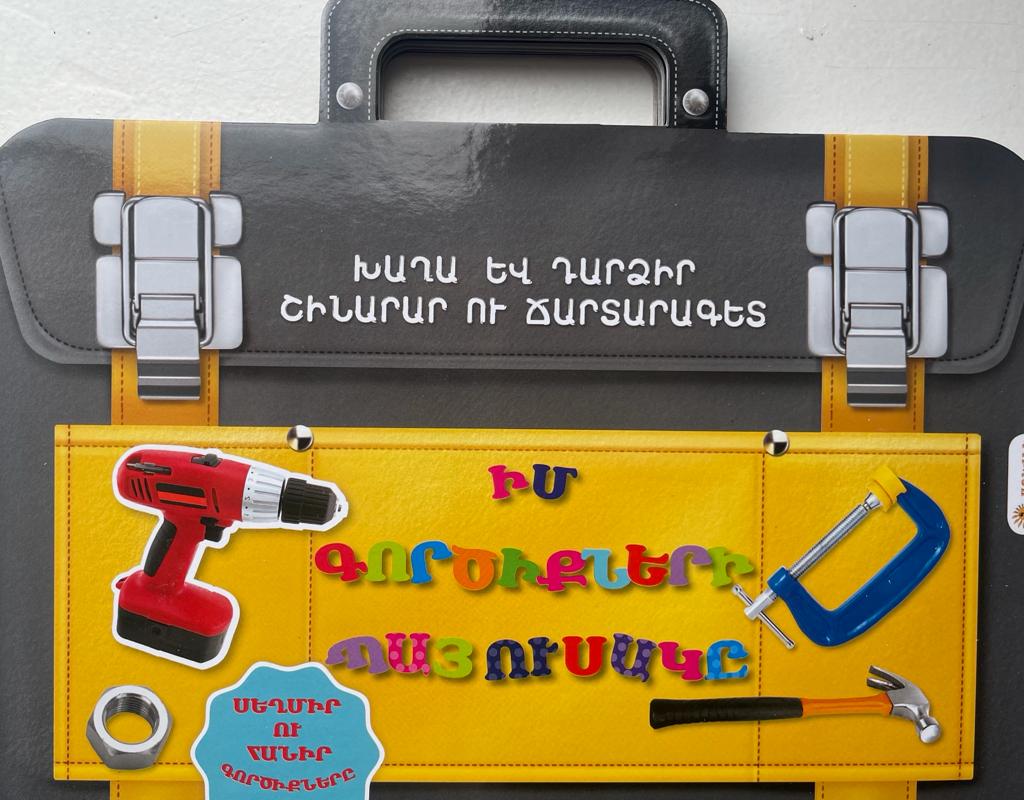 ԽԱՂԱ ԵՎ ԴԱՐՁԻՐ
ՇԻՆԱՐԱՐ ՈՒ ՃԱՐՏԱՐԱԳԵՏ
ԻՄ
ԳՈՐԾԻՔՆԵՐԻ
ՊԱՅՈՒՍԱԿԸ
ՍԵՂՄԻՐ
ՈՒ
ՀԱՆԻՐ
ԳՈՐԾԻՔՆԵՐԸ